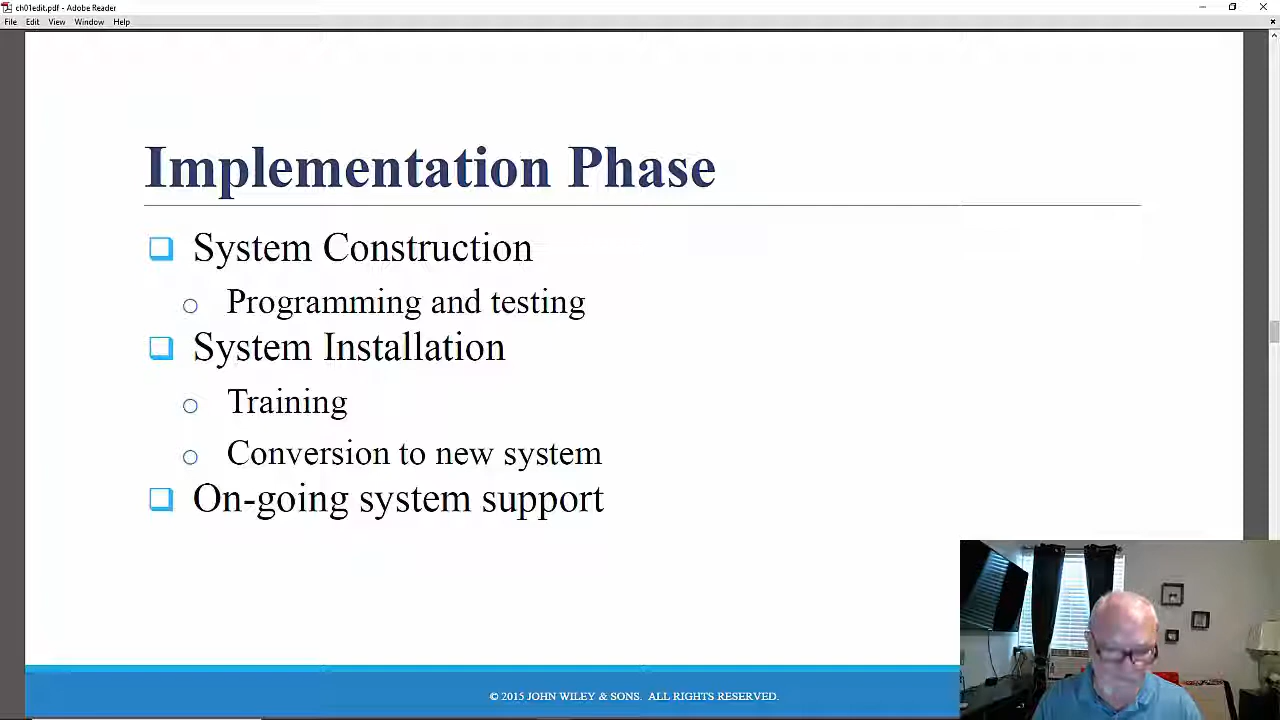 ch01edit.pdf - Adobe Reader
File Edit View Window Help
Implementation Phase
System Construction
Programming and testing
System Installation
Training
Conversion to new system
On-going system support
© 2015 JOHN WILEY & SONS. ALL RIGHTS RESERVED.